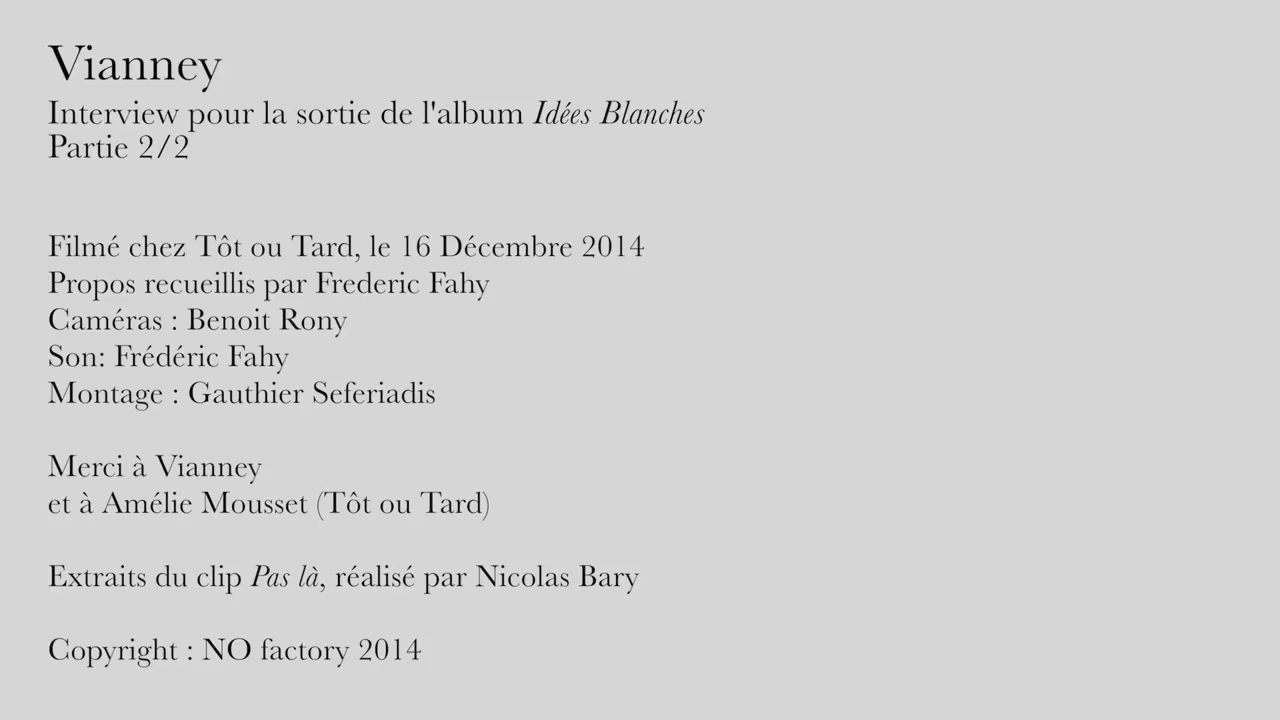 Vianney
Interview pour la sortie de l'album Idées Blanches
Partie 2/2
Filmé chez Tôt ou Tard, le 16 Décembre 2014
Propos recueillis par Frederic Fahy
Caméras : Benoit Rony
Son: Frédéric Fahy
Montage : Gauthier Seferiadis
Merci à Vianney
et à Amélie Mousset (Tôt ou Tard)
Extraits du clip Pas là, réalisé par Nicolas Bary
Copyright : NO factory 2014